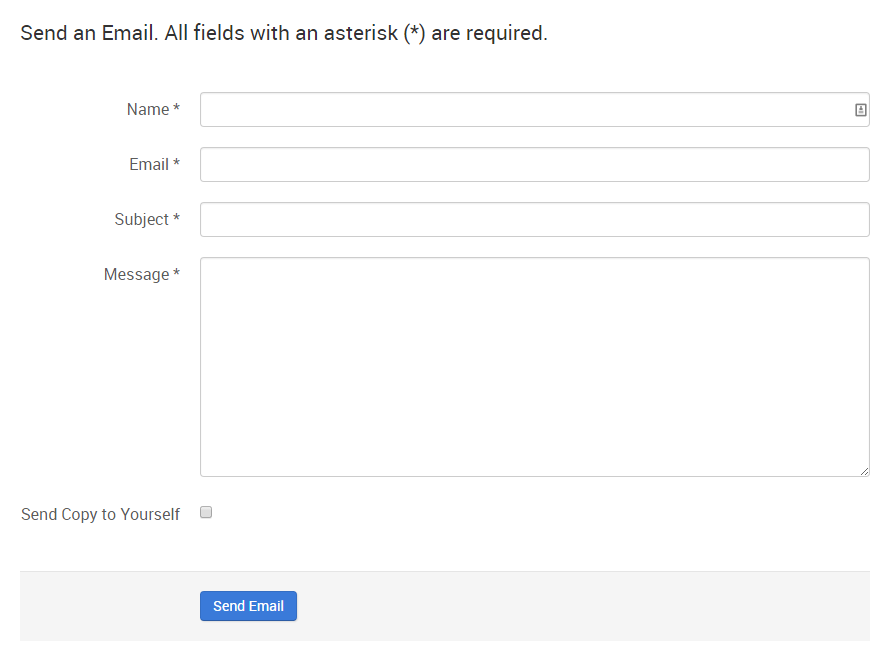 Send an Email. All fields with an asterisk (*) are required.
Name *
Email *
Subject *
Message *
Send Copy to Yourself
Send Email